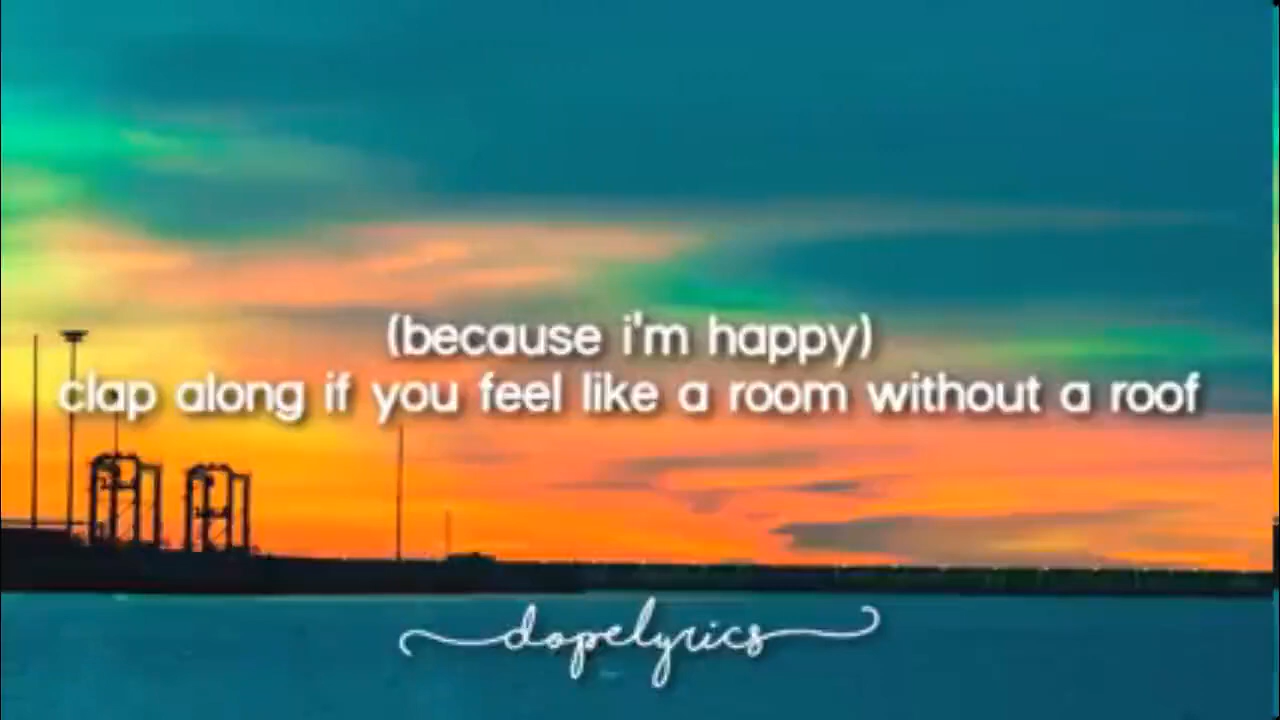 (because i'm happy)
clap along if you feel like a room without a roof
dopelyrics